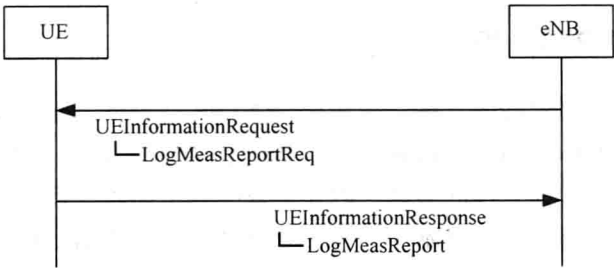 UE
eNB
UEInformationRequest
LogMeasReportReq
UEInformationResponse
LogMeasReport